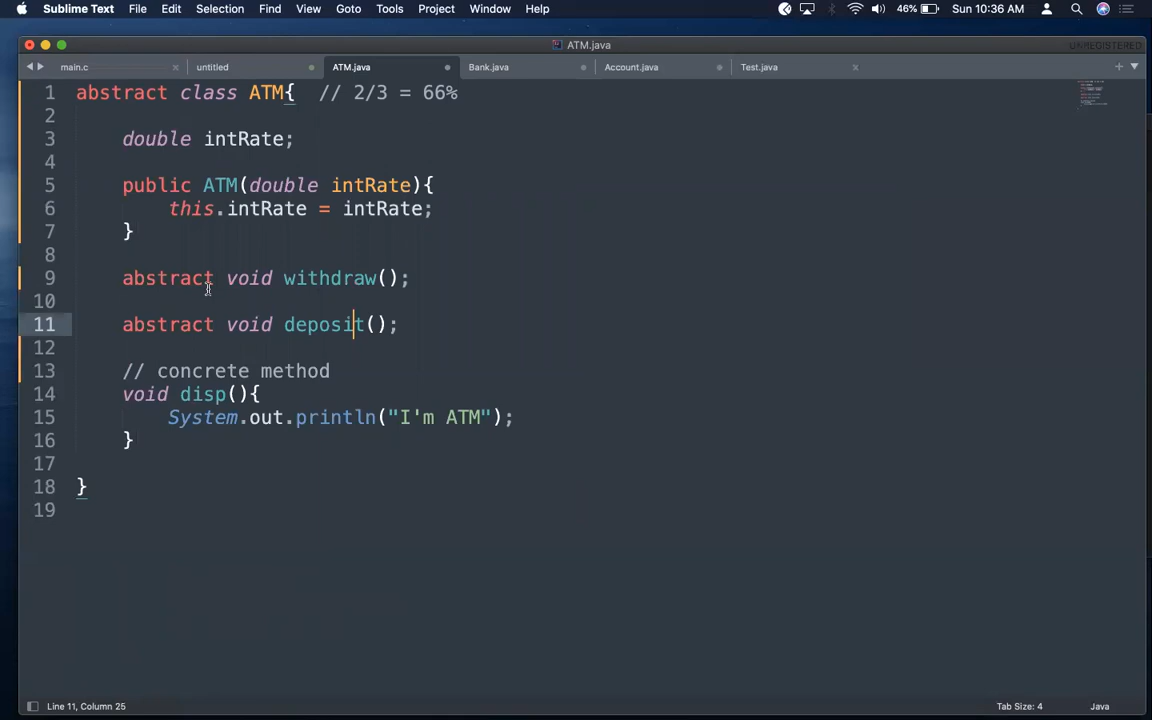 Sublime Text File Edit Selection Find View Goto Tools Project Window Help 46% Sun 10:36 AM
ATM.java UNREGISTERED
main.c untitled ATM.java Bank.java Account.java Test.java
1 abstract class ATM{ // 2/3 = 66%
2
3 double intRate;
4
5 public ATM(double intRate){
6 this.intRate = intRate;
7 }
8
9 abstract void withdraw();
10
11 abstract void deposit();
12
13 // concrete method
14 void disp(){
15 System.out.println("I'm ATM");
16 }
17
18 }
19
Line 11, Column 25 Tab Size: 4 Java